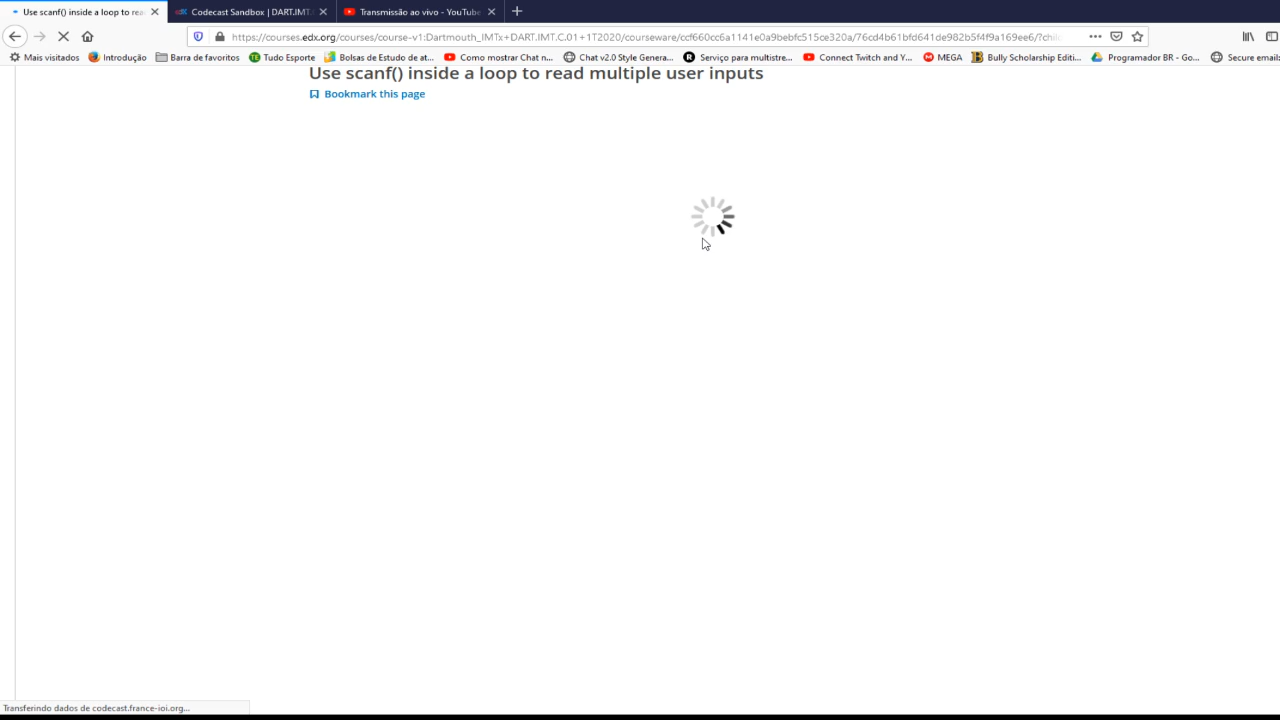 Use scanf() inside a loop to rea
Codecast Sandbox | DART.IMT.
Transmissão ao vivo - YouTube
https://courses.edx.org/courses/course-v1:Dartmouth_IMTx+DART.IMT.C.01+1T2020/courseware/ccf660cc6a1141e0a9bebfc515ce320a/76cd4b61bfd641de982b5f4f9a169ee6/?chil
Mais visitados Introdução Barra de favoritos TE Tudo Esporte Bolsas de Estudo de at... Como mostrar Chat n... Chat v2.0 Style Genera... R Serviço para multistre... Connect Twitch and Y... M MEGA B Bully Scholarship Editi... Programador BR - Go... Secure email:
Use scanf() inside a loop to read multiple user inputs
Bookmark this page
Transferindo dados de codecast.france-ioi.org...